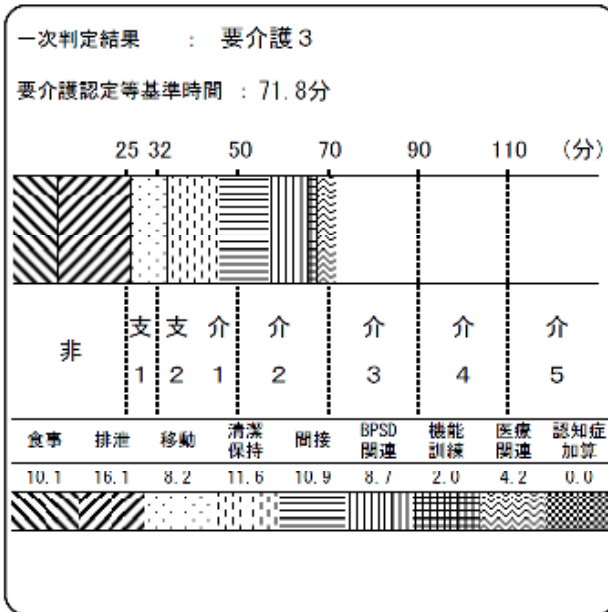 一次判定結果 : 要介護3
要介護認定等基準時間 : 71.8分
25 32 50 70 90 110 (分)
非 支1 支2 介1 介2 介3 介4 介5
食事 排泄 移動 清潔保持 間接 BPSD関連 機能訓練 医療関連 認知症加算
10.1 16.1 8.2 11.6 10.9 8.7 2.0 4.2 0.0